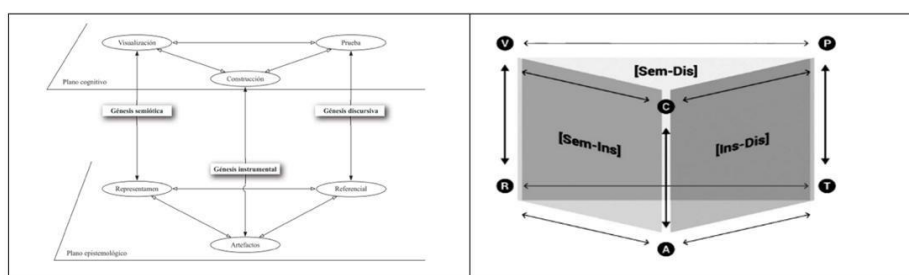 Visualización
Prueba
Construcción
Plano cognitivo
Génesis semiótica
Génesis discursiva
Génesis instrumental
Representamen
Referencial
Artefactos
Plano epistemológico
V
P
[Sem-Dis]
C
[Sem-Ins]
[Ins-Dis]
R
T
A